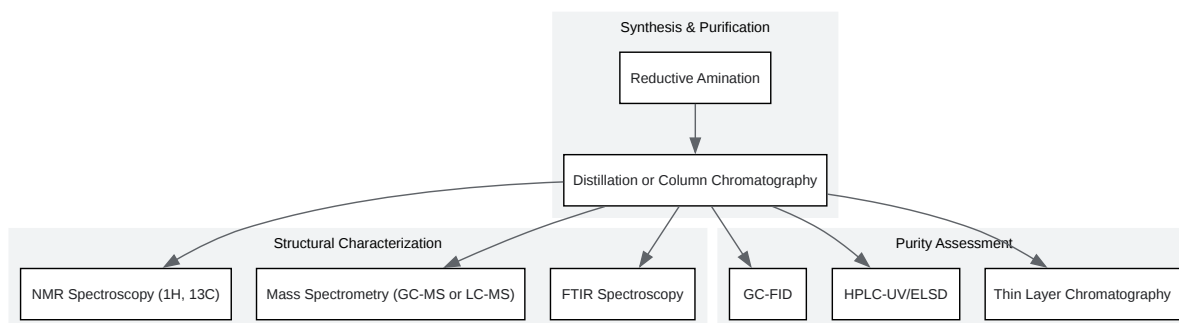 Synthesis & Purification
Reductive Amination
Distillation or Column Chromatography
Structural Characterization
NMR Spectroscopy (1H, 13C)
Mass Spectrometry (GC-MS or LC-MS)
FTIR Spectroscopy
Purity Assessment
GC-FID
HPLC-UV/ELSD
Thin Layer Chromatography